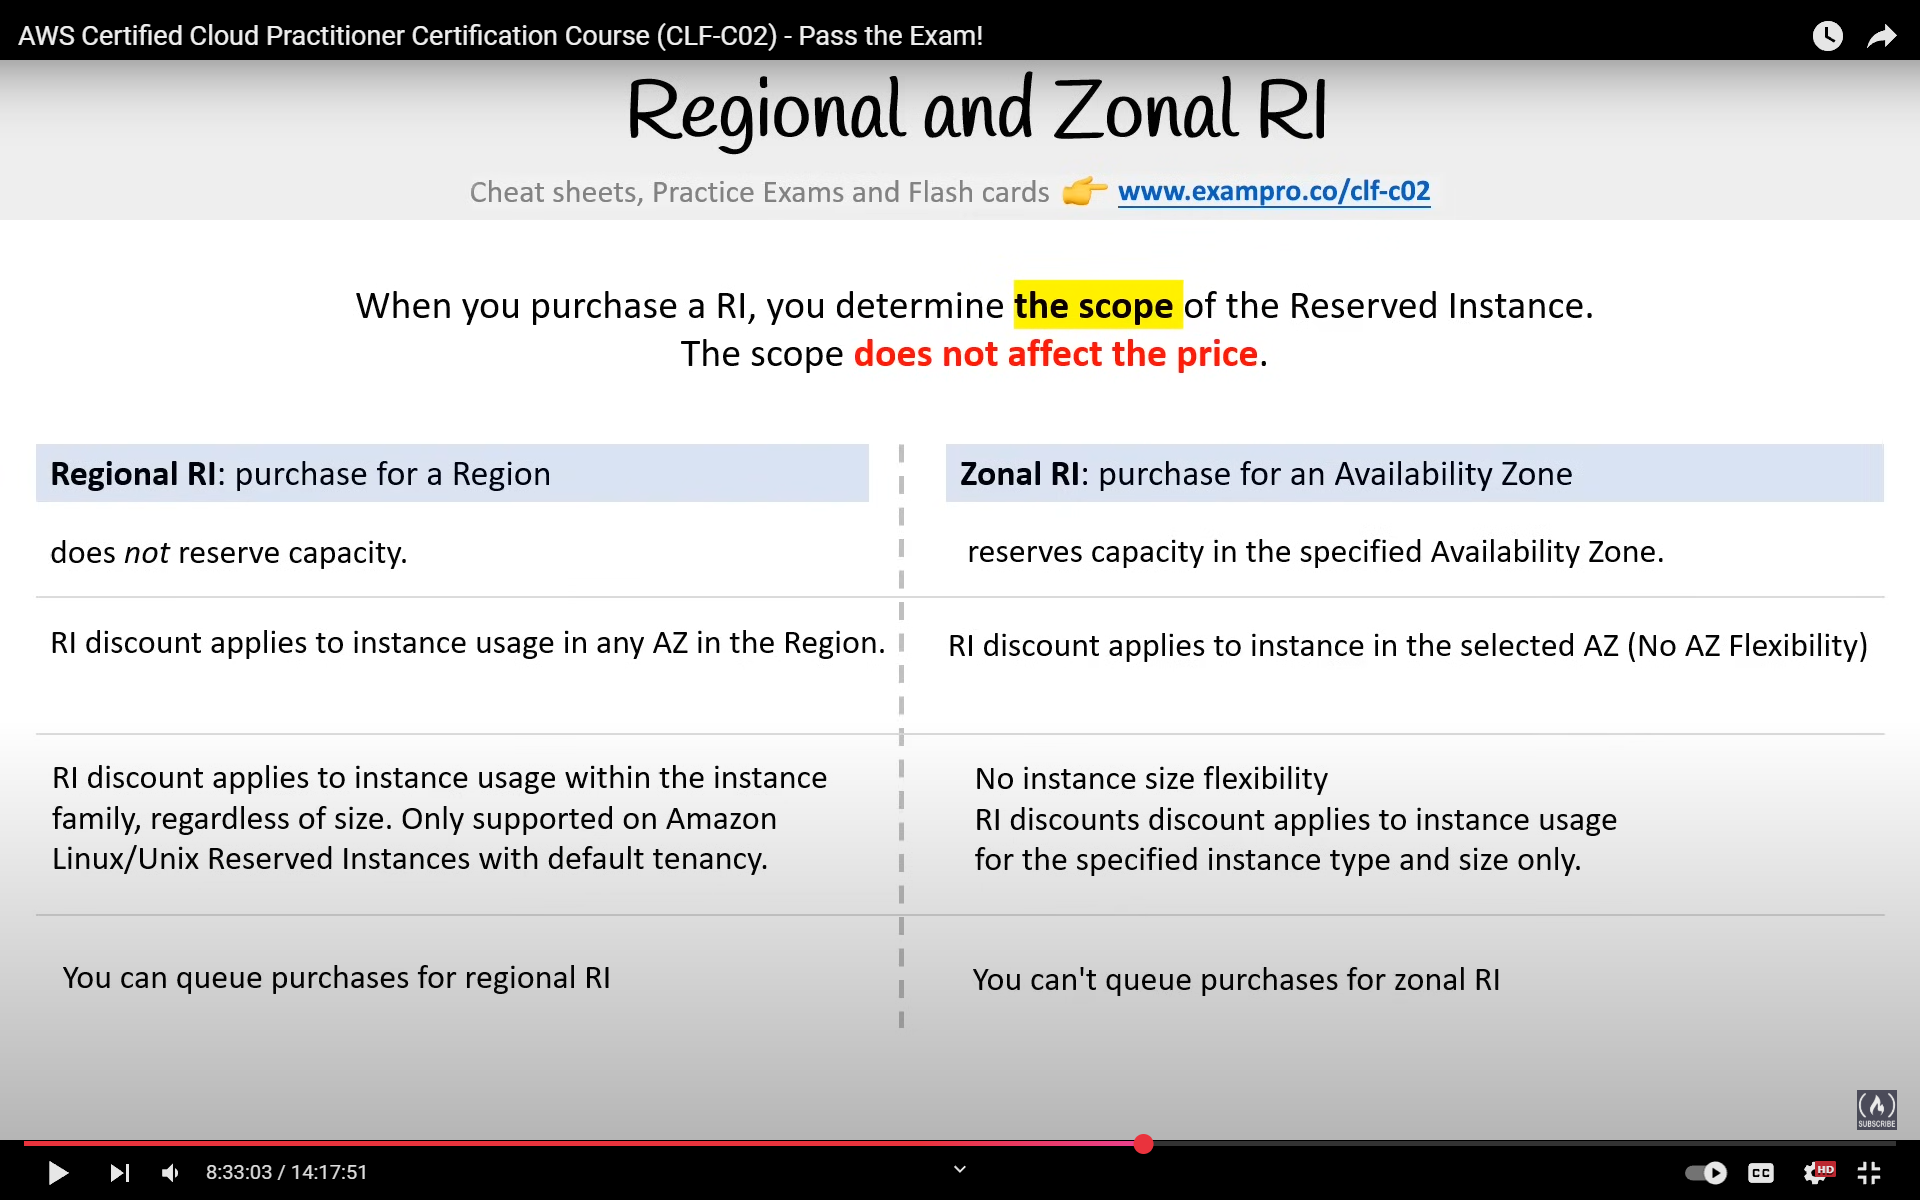 AWS Certified Cloud Practitioner Certification Course (CLF-C02) - Pass the Exam!
Regional and Zonal RI
Cheat sheets, Practice Exams and Flash cards 👉 www.exampro.co/clf-c02
When you purchase a RI, you determine the scope of the Reserved Instance.
The scope does not affect the price.
Regional RI: purchase for a Region
does not reserve capacity.
RI discount applies to instance usage in any AZ in the Region.
RI discount applies to instance usage within the instance
family, regardless of size. Only supported on Amazon
Linux/Unix Reserved Instances with default tenancy.
You can queue purchases for regional RI
Zonal RI: purchase for an Availability Zone
reserves capacity in the specified Availability Zone.
RI discount applies to instance in the selected AZ (No AZ Flexibility)
No instance size flexibility
RI discounts discount applies to instance usage
for the specified instance type and size only.
You can't queue purchases for zonal RI
SUBSCRIBE
8:33:03 / 14:17:51
CC
HD